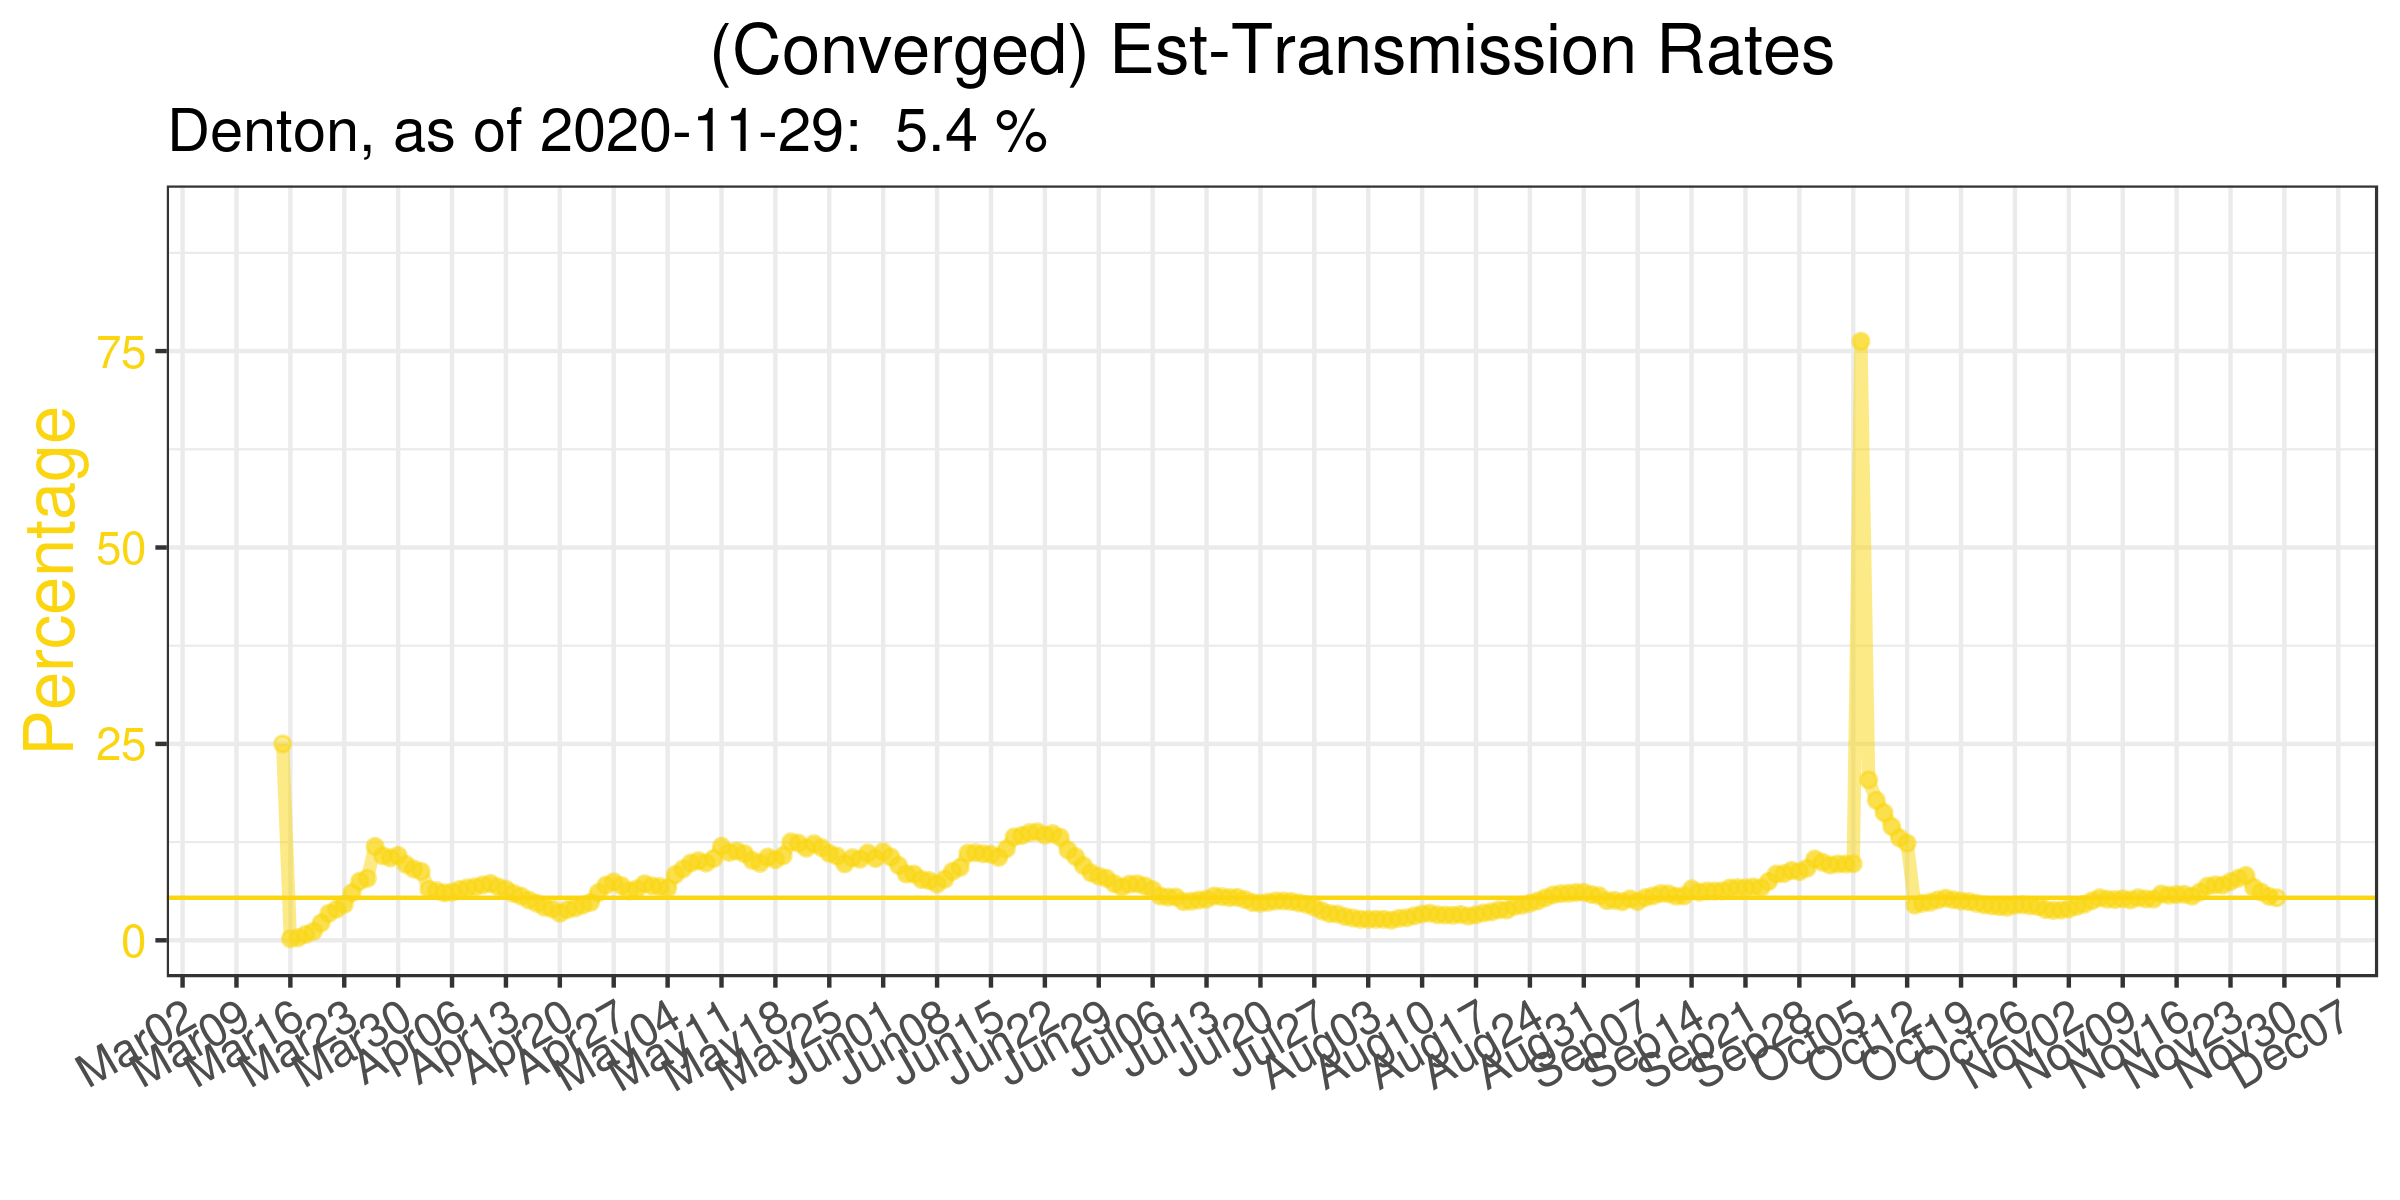 (Converged) Est-Transmission Rates
Denton, as of 2020-11-29:  5.4 %
Percentage
75
50
25
0
Mar02
Mar09
Mar16
Mar23
Mar30
Apr06
Apr13
Apr20
Apr27
May04
May11
May18
May25
Jun01
Jun08
Jun15
Jun22
Jun29
Jul06
Jul13
Jul20
Jul27
Aug03
Aug10
Aug17
Aug24
Aug31
Sep07
Sep14
Sep21
Sep28
Oct05
Oct12
Oct19
Oct26
Nov02
Nov09
Nov16
Nov23
Nov30
Dec07